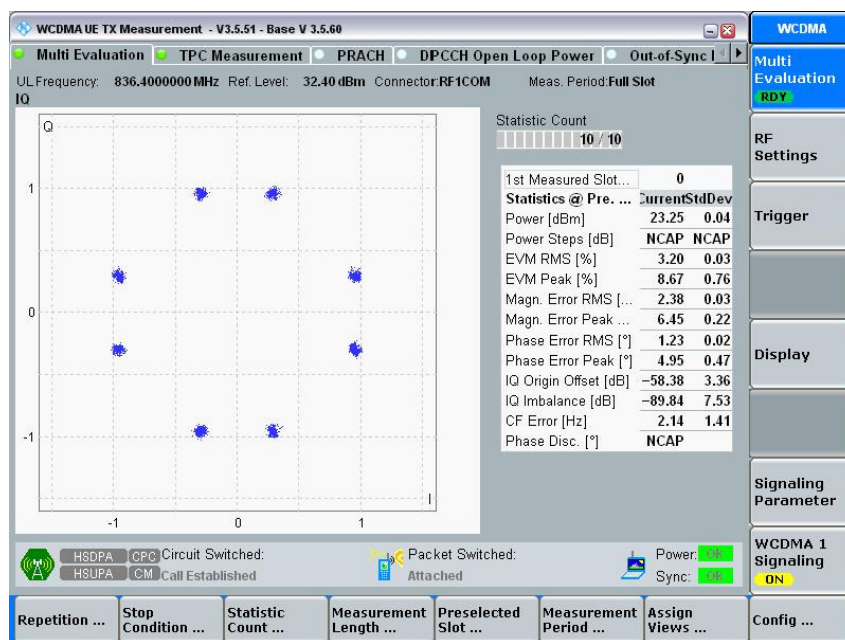 WCDMA UE TX Measurement - V3.5.51 - Base V 3.5.60
WCDMA
Multi Evaluation TPC Measurement PRACH DPCCH Open Loop Power Out-of-Sync
Multi Evaluation
RDY
UL Frequency: 836.4000000 MHz Ref. Level: 32.40 dBm Connector:RF1COM Meas. Period:Full Slot
IQ
Q
Statistic Count
10 / 10
RF Settings
1st Measured Slot... 0
Statistics @ Pre. ... Current StdDev
Power [dBm] 23.25 0.04
Power Steps [dB] NCAP NCAP
EVM RMS [%] 3.20 0.03
EVM Peak [%] 8.67 0.76
Magn. Error RMS [... 2.38 0.03
Magn. Error Peak ... 6.45 0.22
Phase Error RMS [°] 1.23 0.02
Phase Error Peak [°] 4.95 0.47
IQ Origin Offset [dB] −58.38 3.36
IQ Imbalance [dB] −89.84 7.53
CF Error [Hz] 2.14 1.41
Phase Disc. [°] NCAP
Trigger
Display
1
0
-1
I
-1 0 1
Signaling Parameter
HSDPA CPC Circuit Switched: Packet Switched: Power: OK
HSUPA CM Call Established Attached Sync: OK
WCDMA 1 Signaling
ON
Repetition ...
Stop Condition ...
Statistic Count ...
Measurement Length ...
Preselected Slot ...
Measurement Period ...
Assign Views ...
Config ...